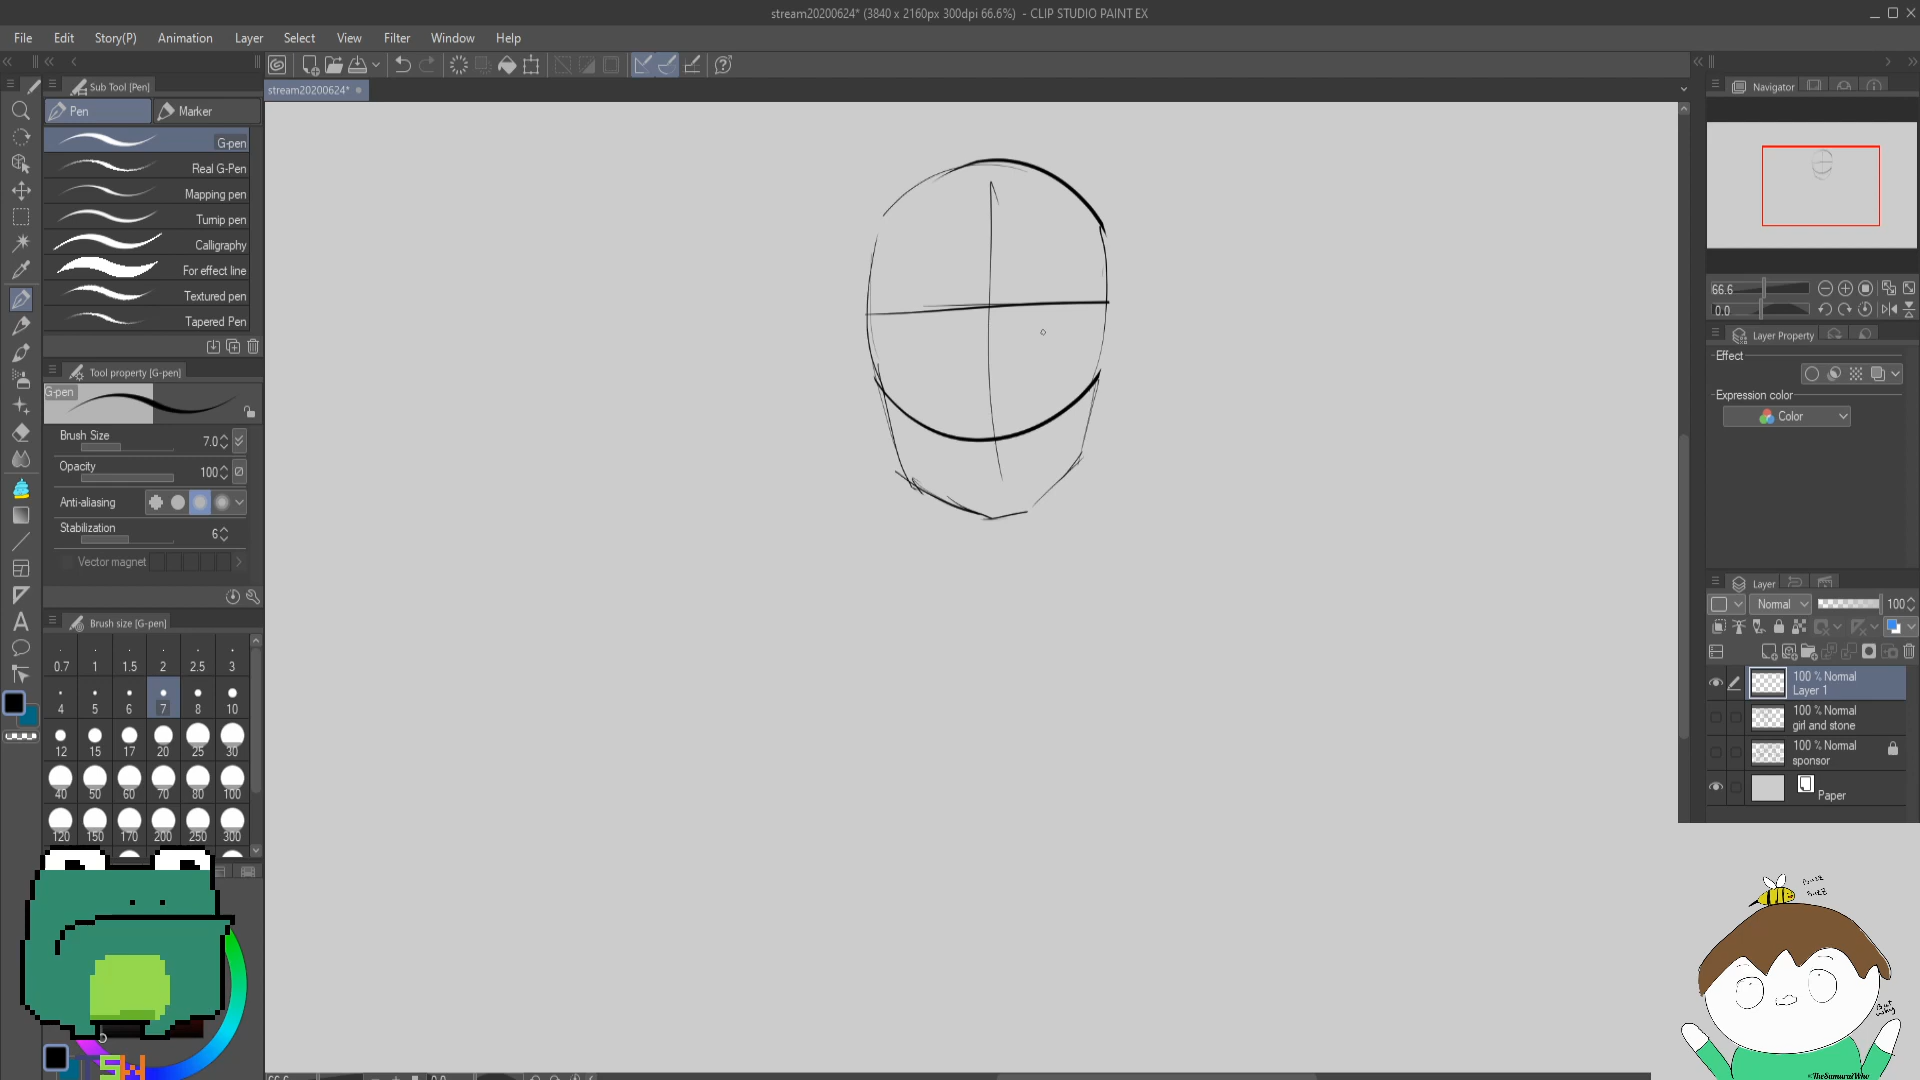 stream20200624* (3840 x 2160px 300dpi 66.6%) - CLIP STUDIO PAINT EX
File Edit Story(P) Animation Layer Select View Filter Window Help
Sub Tool [Pen]
stream20200624*
Navigator
Pen Marker
G-pen
Real G-Pen
Mapping pen
Turnip pen
Calligraphy
For effect line
Textured pen
Tapered Pen
66.6
0.0
Layer Property
Effect
Expression color
Color
Tool property [G-pen]
G-pen
Brush Size 7.0
Opacity 100
Anti-aliasing
Stabilization 6
Vector magnet
Brush size [G-pen]
0.7 1 1.5 2 2.5 3
4 5 6 7 8 10
12 15 17 20 25 30
40 50 60 70 80 100
120 150 170 200 250 300
Layer
Normal 100
100 % Normal
Layer 1
100 % Normal
girl and stone
100 % Normal
sponsor
Paper
Buzz
Buzz
But
why
©TheSamuraiWho
SW